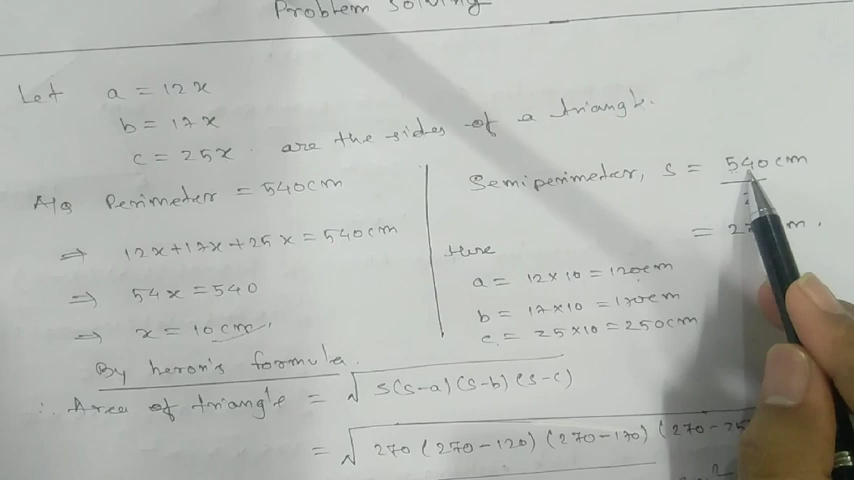 Problem Solving
Let a = 12x
b = 17x
c = 25x are the sides of a triangle.
A/Q Perimeter = 540cm
⇒ 12x+17x+25x = 540cm
⇒ 54x = 540
⇒ x = 10cm.
Semiperimeter, s = 540cm
= 27 m.
Here
a = 12×10 = 120cm
b = 17×10 = 170cm
c = 25×10 = 250cm
By heron's formula.
∴ Area of triangle = √s(s-a)(s-b)(s-c)
= √270(270-120)(270-170)(270-25